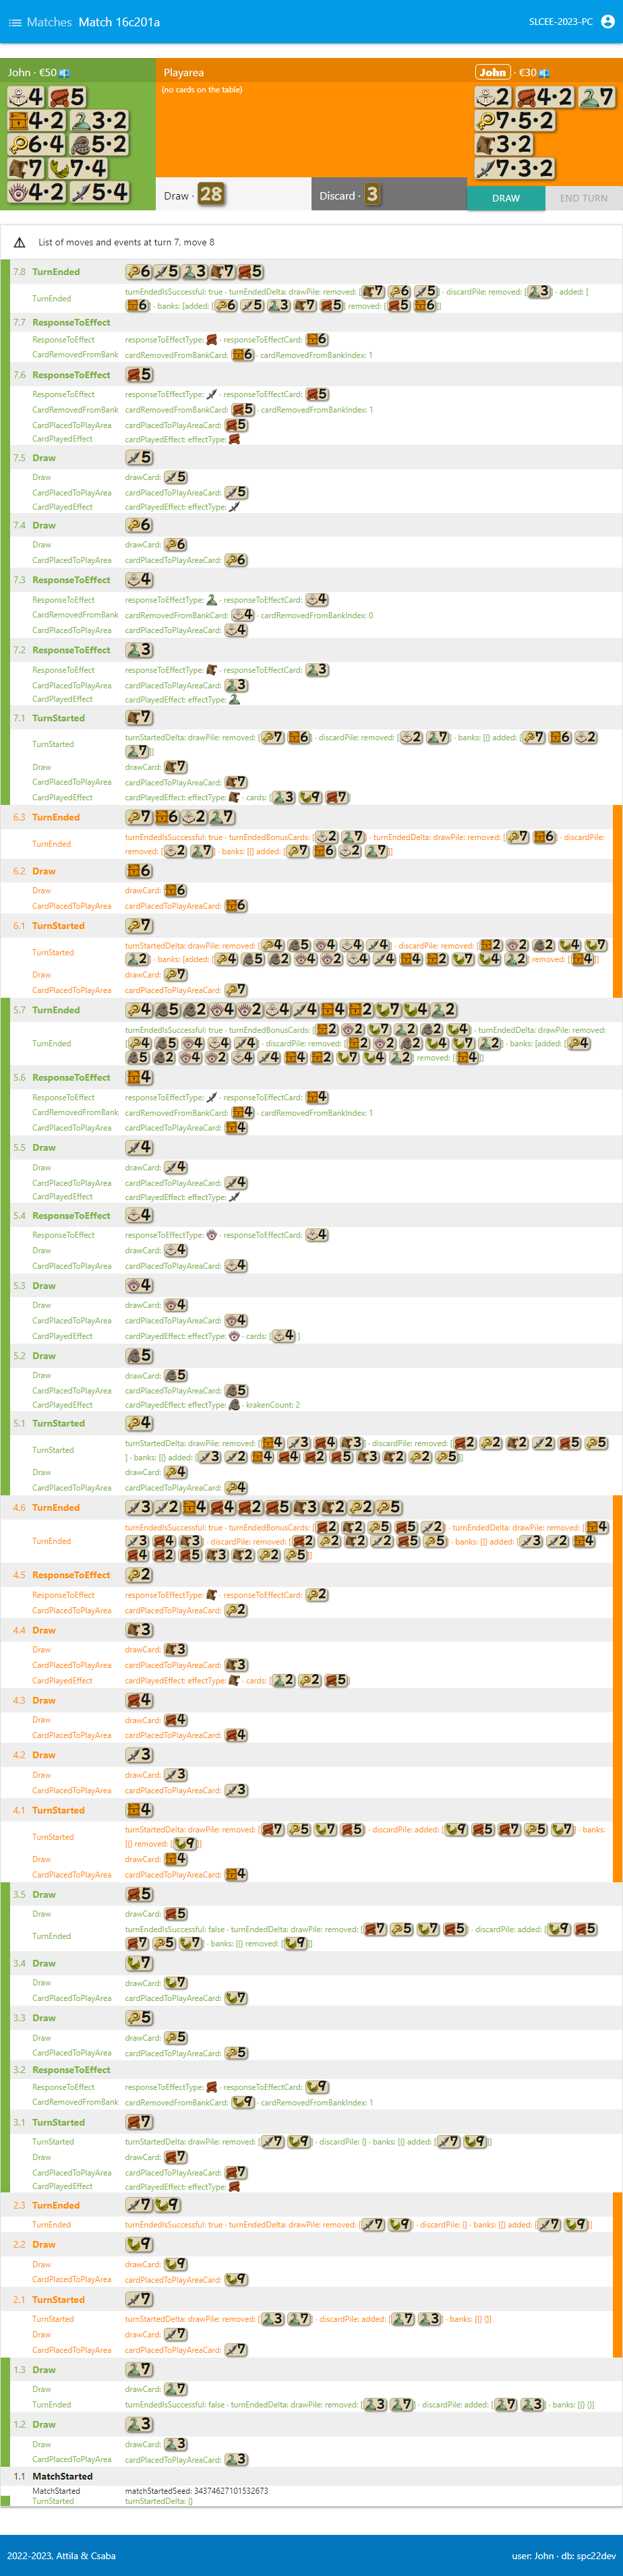 Matches Match 16c201a
SLCEE-2023-PC
John · €50
4 5
4·2 3·2
6·4 5·2
7 7·4
4·2 5·4
Playarea
(no cards on the table)
Draw · 28
Discard · 3
John · €30
2 4·2 7
7·5·2
3·2
7·3·2
DRAW
END TURN
List of moves and events at turn 7, move 8
7.8 TurnEnded 6 5 3 7 5
TurnEnded turnEndedIsSuccessful: true · turnEndedDelta: drawPile: removed: [7 6 5] · discardPile: removed: [3] · added: [
6] · banks: [added: [6 5 3 7 5] removed: [5 6]]
7.7 ResponseToEffect
ResponseToEffect responseToEffectType: · responseToEffectCard: 6
CardRemovedFromBank cardRemovedFromBankCard: 6 · cardRemovedFromBankIndex: 1
7.6 ResponseToEffect 5
ResponseToEffect responseToEffectType: · responseToEffectCard: 5
CardRemovedFromBank cardRemovedFromBankCard: 5 · cardRemovedFromBankIndex: 1
CardPlacedToPlayArea cardPlacedToPlayAreaCard: 5
CardPlayedEffect cardPlayedEffect: effectType:
7.5 Draw 5
Draw drawCard: 5
CardPlacedToPlayArea cardPlacedToPlayAreaCard: 5
CardPlayedEffect cardPlayedEffect: effectType:
7.4 Draw 6
Draw drawCard: 6
CardPlacedToPlayArea cardPlacedToPlayAreaCard: 6
7.3 ResponseToEffect 4
ResponseToEffect responseToEffectType: · responseToEffectCard: 4
CardRemovedFromBank cardRemovedFromBankCard: 4 · cardRemovedFromBankIndex: 0
CardPlacedToPlayArea cardPlacedToPlayAreaCard: 4
7.2 ResponseToEffect 3
ResponseToEffect responseToEffectType: · responseToEffectCard: 3
CardPlacedToPlayArea cardPlacedToPlayAreaCard: 3
CardPlayedEffect cardPlayedEffect: effectType:
7.1 TurnStarted 7
TurnStarted turnStartedDelta: drawPile: removed: [7 6] · discardPile: removed: [2 7] · banks: [{} added: [7 6 2
7]]
Draw drawCard: 7
CardPlacedToPlayArea cardPlacedToPlayAreaCard: 7
CardPlayedEffect cardPlayedEffect: effectType: · cards: [3 9 7]
6.3 TurnEnded 7 6 2 7
TurnEnded turnEndedIsSuccessful: true · turnEndedBonusCards: [2 7] · turnEndedDelta: drawPile: removed: [7 6] · discardPile:
removed: [2 7] · banks: [{} added: [7 6 2 7]]
6.2 Draw 6
Draw drawCard: 6
CardPlacedToPlayArea cardPlacedToPlayAreaCard: 6
6.1 TurnStarted 7
TurnStarted turnStartedDelta: drawPile: removed: [4 5 4 4 4] · discardPile: removed: [2 2 2 4 7
2] · banks: [added: [4 5 2 4 2 4 4 4 2 7 4 2] removed: [4]]
Draw drawCard: 7
CardPlacedToPlayArea cardPlacedToPlayAreaCard: 7
5.7 TurnEnded 4 5 2 4 2 4 4 4 2 7 4 2
TurnEnded turnEndedIsSuccessful: true · turnEndedBonusCards: [2 2 7 2 2 4] · turnEndedDelta: drawPile: removed:
[4 5 4 4 4] · discardPile: removed: [2 2 2 4 7 2] · banks: [added: [4
5 2 4 2 4 4 4 2 7 4 2] removed: [4]]
5.6 ResponseToEffect 4
ResponseToEffect responseToEffectType: · responseToEffectCard: 4
CardRemovedFromBank cardRemovedFromBankCard: 4 · cardRemovedFromBankIndex: 1
CardPlacedToPlayArea cardPlacedToPlayAreaCard: 4
5.5 Draw 4
Draw drawCard: 4
CardPlacedToPlayArea cardPlacedToPlayAreaCard: 4
CardPlayedEffect cardPlayedEffect: effectType:
5.4 ResponseToEffect 4
ResponseToEffect responseToEffectType: · responseToEffectCard: 4
Draw drawCard: 4
CardPlacedToPlayArea cardPlacedToPlayAreaCard: 4
5.3 Draw 4
Draw drawCard: 4
CardPlacedToPlayArea cardPlacedToPlayAreaCard: 4
CardPlayedEffect cardPlayedEffect: effectType: · cards: [4 ]
5.2 Draw 5
Draw drawCard: 5
CardPlacedToPlayArea cardPlacedToPlayAreaCard: 5
CardPlayedEffect cardPlayedEffect: effectType: · krakenCount: 2
5.1 TurnStarted 4
TurnStarted turnStartedDelta: drawPile: removed: [4 3 4 3] · discardPile: removed: [2 2 2 2 5 5
] · banks: [{} added: [3 2 4 4 2 5 3 2 2 5]]
Draw drawCard: 4
CardPlacedToPlayArea cardPlacedToPlayAreaCard: 4
4.6 TurnEnded 3 2 4 4 2 5 3 2 2 5
TurnEnded turnEndedIsSuccessful: true · turnEndedBonusCards: [2 2 5 5 2] · turnEndedDelta: drawPile: removed: [4
3 4 3] · discardPile: removed: [2 2 2 2 5 5] · banks: [{} added: [3 2 4
4 2 5 3 2 2 5]]
4.5 ResponseToEffect 2
ResponseToEffect responseToEffectType: · responseToEffectCard: 2
CardPlacedToPlayArea cardPlacedToPlayAreaCard: 2
4.4 Draw 3
Draw drawCard: 3
CardPlacedToPlayArea cardPlacedToPlayAreaCard: 3
CardPlayedEffect cardPlayedEffect: effectType: · cards: [2 2 5]
4.3 Draw 4
Draw drawCard: 4
CardPlacedToPlayArea cardPlacedToPlayAreaCard: 4
4.2 Draw 3
Draw drawCard: 3
CardPlacedToPlayArea cardPlacedToPlayAreaCard: 3
4.1 TurnStarted 4
TurnStarted turnStartedDelta: drawPile: removed: [7 5 7 5] · discardPile: added: [9 5 7 5 7] · banks:
[{} removed: [9]]
Draw drawCard: 4
CardPlacedToPlayArea cardPlacedToPlayAreaCard: 4
3.5 Draw 5
Draw drawCard: 5
TurnEnded turnEndedIsSuccessful: false · turnEndedDelta: drawPile: removed: [7 5 7 5] · discardPile: added: [9 5
7 5 7] · banks: [{} removed: [9]]
3.4 Draw 7
Draw drawCard: 7
CardPlacedToPlayArea cardPlacedToPlayAreaCard: 7
3.3 Draw 5
Draw drawCard: 5
CardPlacedToPlayArea cardPlacedToPlayAreaCard: 5
3.2 ResponseToEffect
ResponseToEffect responseToEffectType: · responseToEffectCard: 9
CardRemovedFromBank cardRemovedFromBankCard: 9 · cardRemovedFromBankIndex: 1
3.1 TurnStarted 7
TurnStarted turnStartedDelta: drawPile: removed: [7 9] · discardPile: {} · banks: [{} added: [7 9]]
Draw drawCard: 7
CardPlacedToPlayArea cardPlacedToPlayAreaCard: 7
CardPlayedEffect cardPlayedEffect: effectType:
2.3 TurnEnded 7 9
TurnEnded turnEndedIsSuccessful: true · turnEndedDelta: drawPile: removed: [7 9] · discardPile: {} · banks: [{} added: [7 9]]
2.2 Draw 9
Draw drawCard: 9
CardPlacedToPlayArea cardPlacedToPlayAreaCard: 9
2.1 TurnStarted 7
TurnStarted turnStartedDelta: drawPile: removed: [3 7] · discardPile: added: [7 3] · banks: [{} {}]
Draw drawCard: 7
CardPlacedToPlayArea cardPlacedToPlayAreaCard: 7
1.3 Draw 7
Draw drawCard: 7
TurnEnded turnEndedIsSuccessful: false · turnEndedDelta: drawPile: removed: [3 7] · discardPile: added: [7 3] · banks: [{} {}]
1.2 Draw 3
Draw drawCard: 3
CardPlacedToPlayArea cardPlacedToPlayAreaCard: 3
1.1 MatchStarted
MatchStarted matchStartedSeed: 34374627101532673
TurnStarted turnStartedDelta: {}
2022-2023, Attila & Csaba
user: John · db: spc22dev